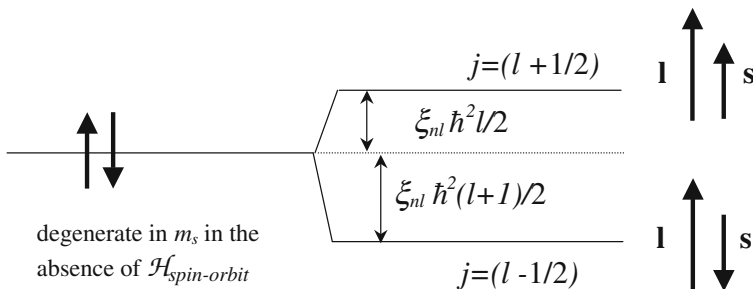 j=(l +1/2)
l s
ξnl ħ²l/2
ξnl ħ²(l+1)/2
degenerate in ms in the
absence of ℋspin-orbit
l s
j=(l -1/2)